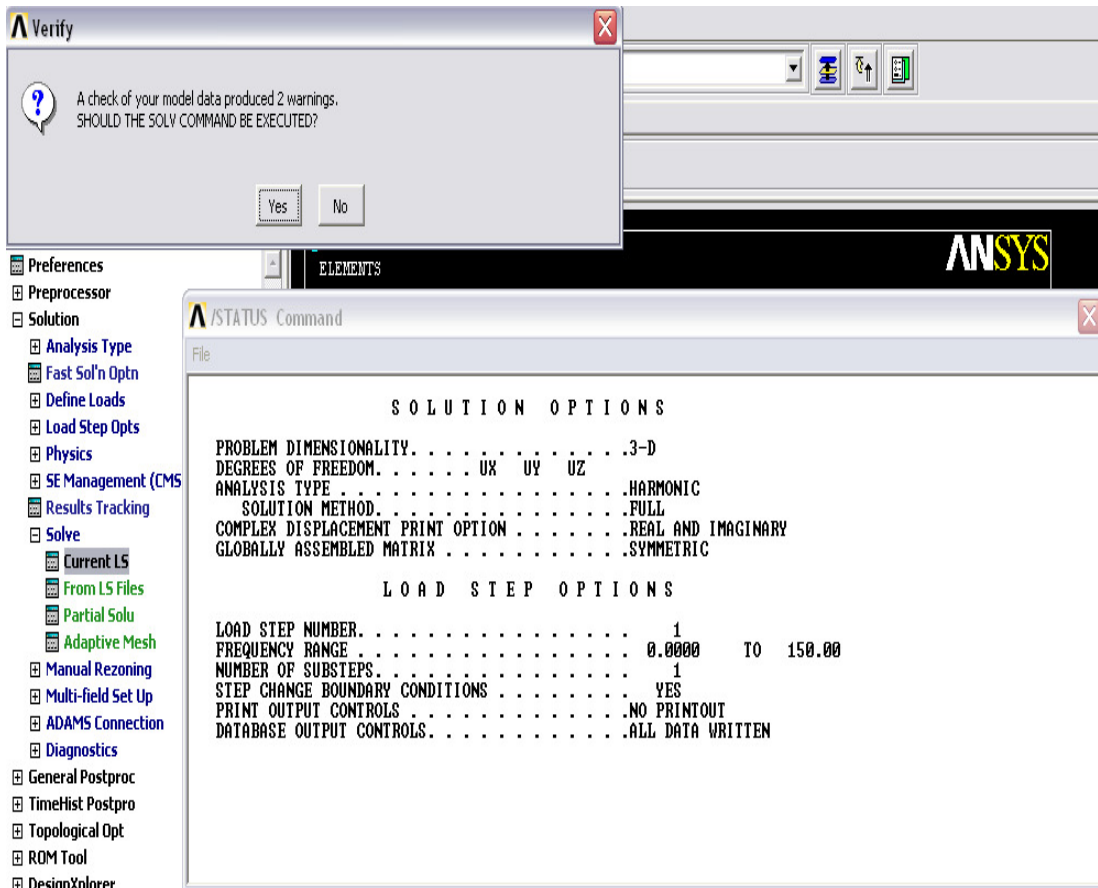 Verify
A check of your model data produced 2 warnings.
SHOULD THE SOLV COMMAND BE EXECUTED?
Yes No
ELEMENTS
ANSYS
Preferences
Preprocessor
Solution
Analysis Type
Fast Sol'n Optn
Define Loads
Load Step Opts
Physics
SE Management (CMS
Results Tracking
Solve
Current LS
From LS Files
Partial Solu
Adaptive Mesh
Manual Rezoning
Multi-field Set Up
ADAMS Connection
Diagnostics
General Postproc
TimeHist Postpro
Topological Opt
ROM Tool
DesignXplorer
/STATUS Command
File
S O L U T I O N   O P T I O N S
PROBLEM DIMENSIONALITY. . . . . . . . . . . . .3-D
DEGREES OF FREEDOM. . . . . . UX UY UZ
ANALYSIS TYPE . . . . . . . . . . . . . . . . .HARMONIC
SOLUTION METHOD. . . . . . . . . . . . . . .FULL
COMPLEX DISPLACEMENT PRINT OPTION . . . . . . .REAL AND IMAGINARY
GLOBALLY ASSEMBLED MATRIX . . . . . . . . . . .SYMMETRIC
L O A D   S T E P   O P T I O N S
LOAD STEP NUMBER. . . . . . . . . . . . . . . . 1
FREQUENCY RANGE . . . . . . . . . . . . . . . . 0.0000 TO 150.00
NUMBER OF SUBSTEPS. . . . . . . . . . . . . . . 1
STEP CHANGE BOUNDARY CONDITIONS . . . . . . . . YES
PRINT OUTPUT CONTROLS . . . . . . . . . . . . .NO PRINTOUT
DATABASE OUTPUT CONTROLS. . . . . . . . . . . .ALL DATA WRITTEN